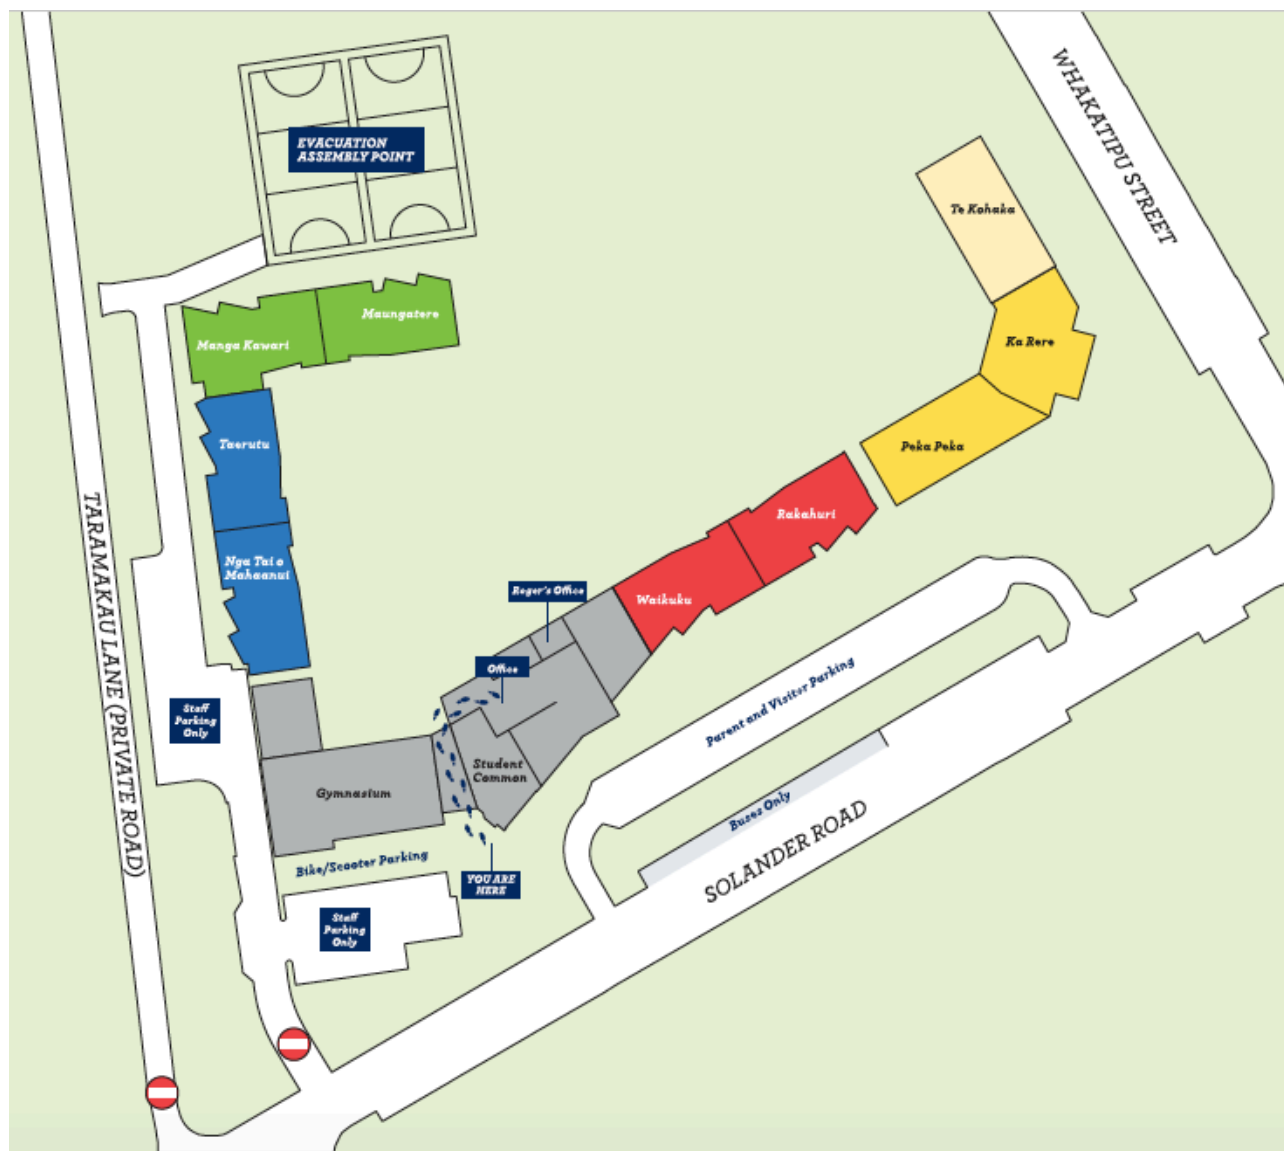 WHAKATIPU STREET
EVACUATION
ASSEMBLY POINT
Te Kohaka
Maungatere
Manga Kawari
Ka Rere
Taerutu
Peka Peka
TARAMAKAU LANE (PRIVATE ROAD)
Rakahuri
Nga Tai o
Mahaanui
Roger's Office
Waikuku
Office
Parent and Visitor Parking
Staff
Parking
Only
Student
Common
Gymnasium
Buses Only
SOLANDER ROAD
Bike/Scooter Parking
YOU ARE
HERE
Staff
Parking
Only